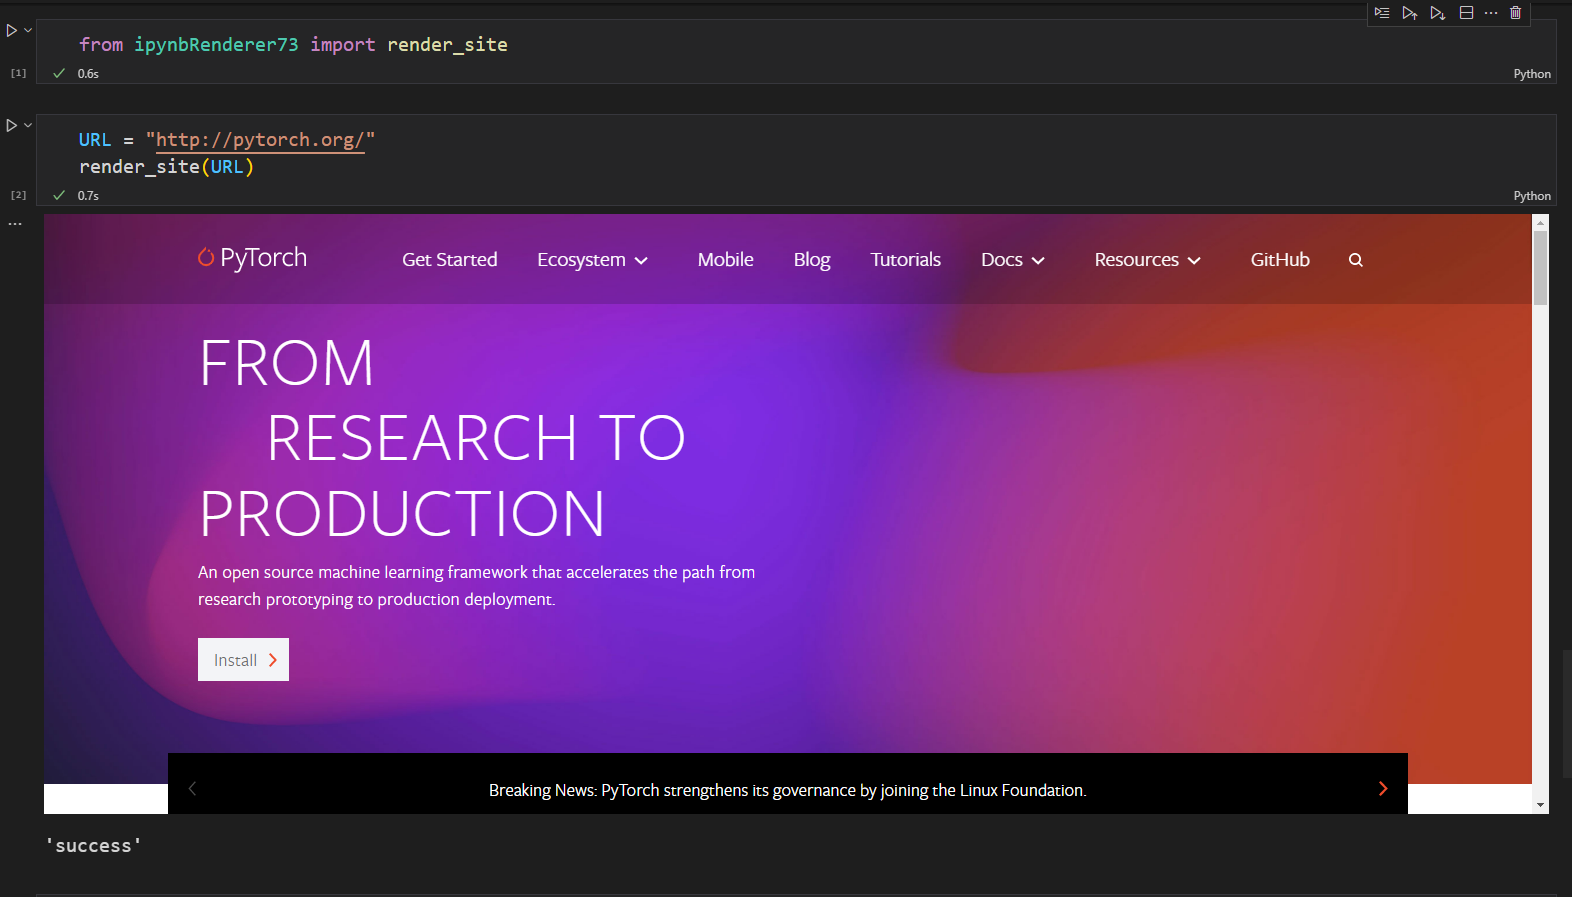 from ipynbRenderer73 import render_site
[1]
0.6s
Python
URL = "http://pytorch.org/"
render_site(URL)
[2]
0.7s
Python
PyTorch
Get Started
Ecosystem
Mobile
Blog
Tutorials
Docs
Resources
GitHub
FROM
RESEARCH TO
PRODUCTION
An open source machine learning framework that accelerates the path from
research prototyping to production deployment.
Install
Breaking News: PyTorch strengthens its governance by joining the Linux Foundation.
'success'